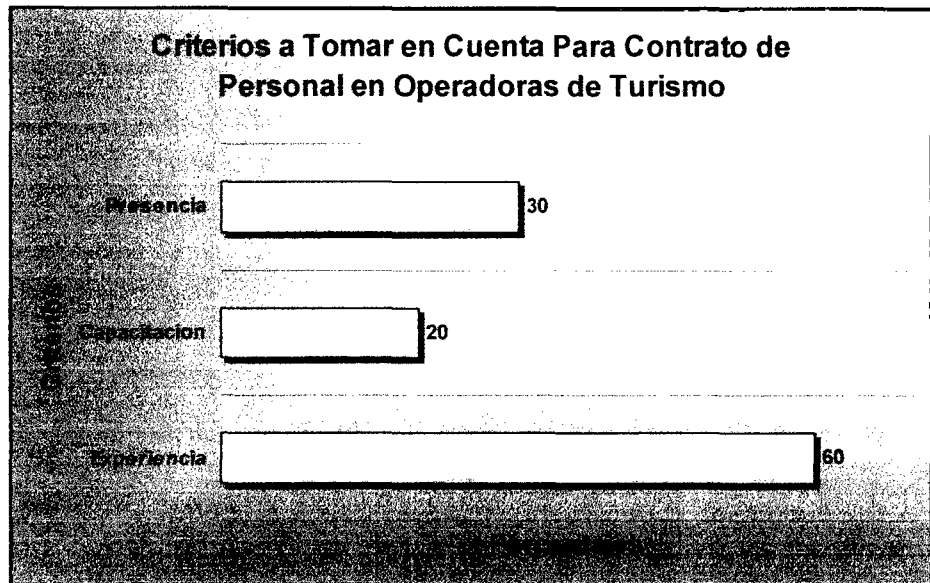 Criterios a Tomar en Cuenta Para Contrato de
Personal en Operadoras de Turismo
Presencia
30
Capacitacion
20
Experiencia
60